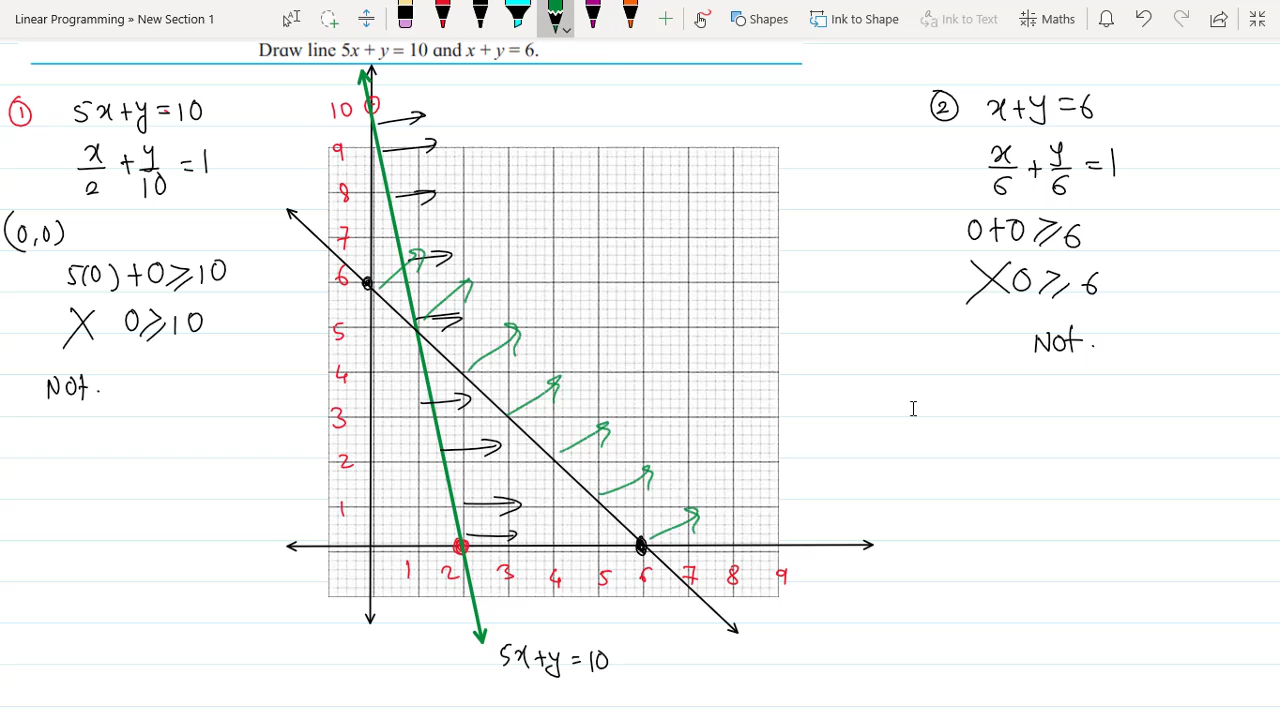 Linear Programming » New Section 1
Shapes
Ink to Shape
Ink to Text
Maths
Draw line 5x + y = 10 and x + y = 6.
① 5x+y=10
x/2 + y/10 = 1
(0,0)
5(0)+0⩾10
X 0⩾10
Not.
10
9
8
7
6
5
4
3
2
1
1 2 3 4 5 6 7 8 9
5x+y=10
② x+y=6
x/6 + y/6 = 1
0+0⩾6
X 0⩾6
Not.